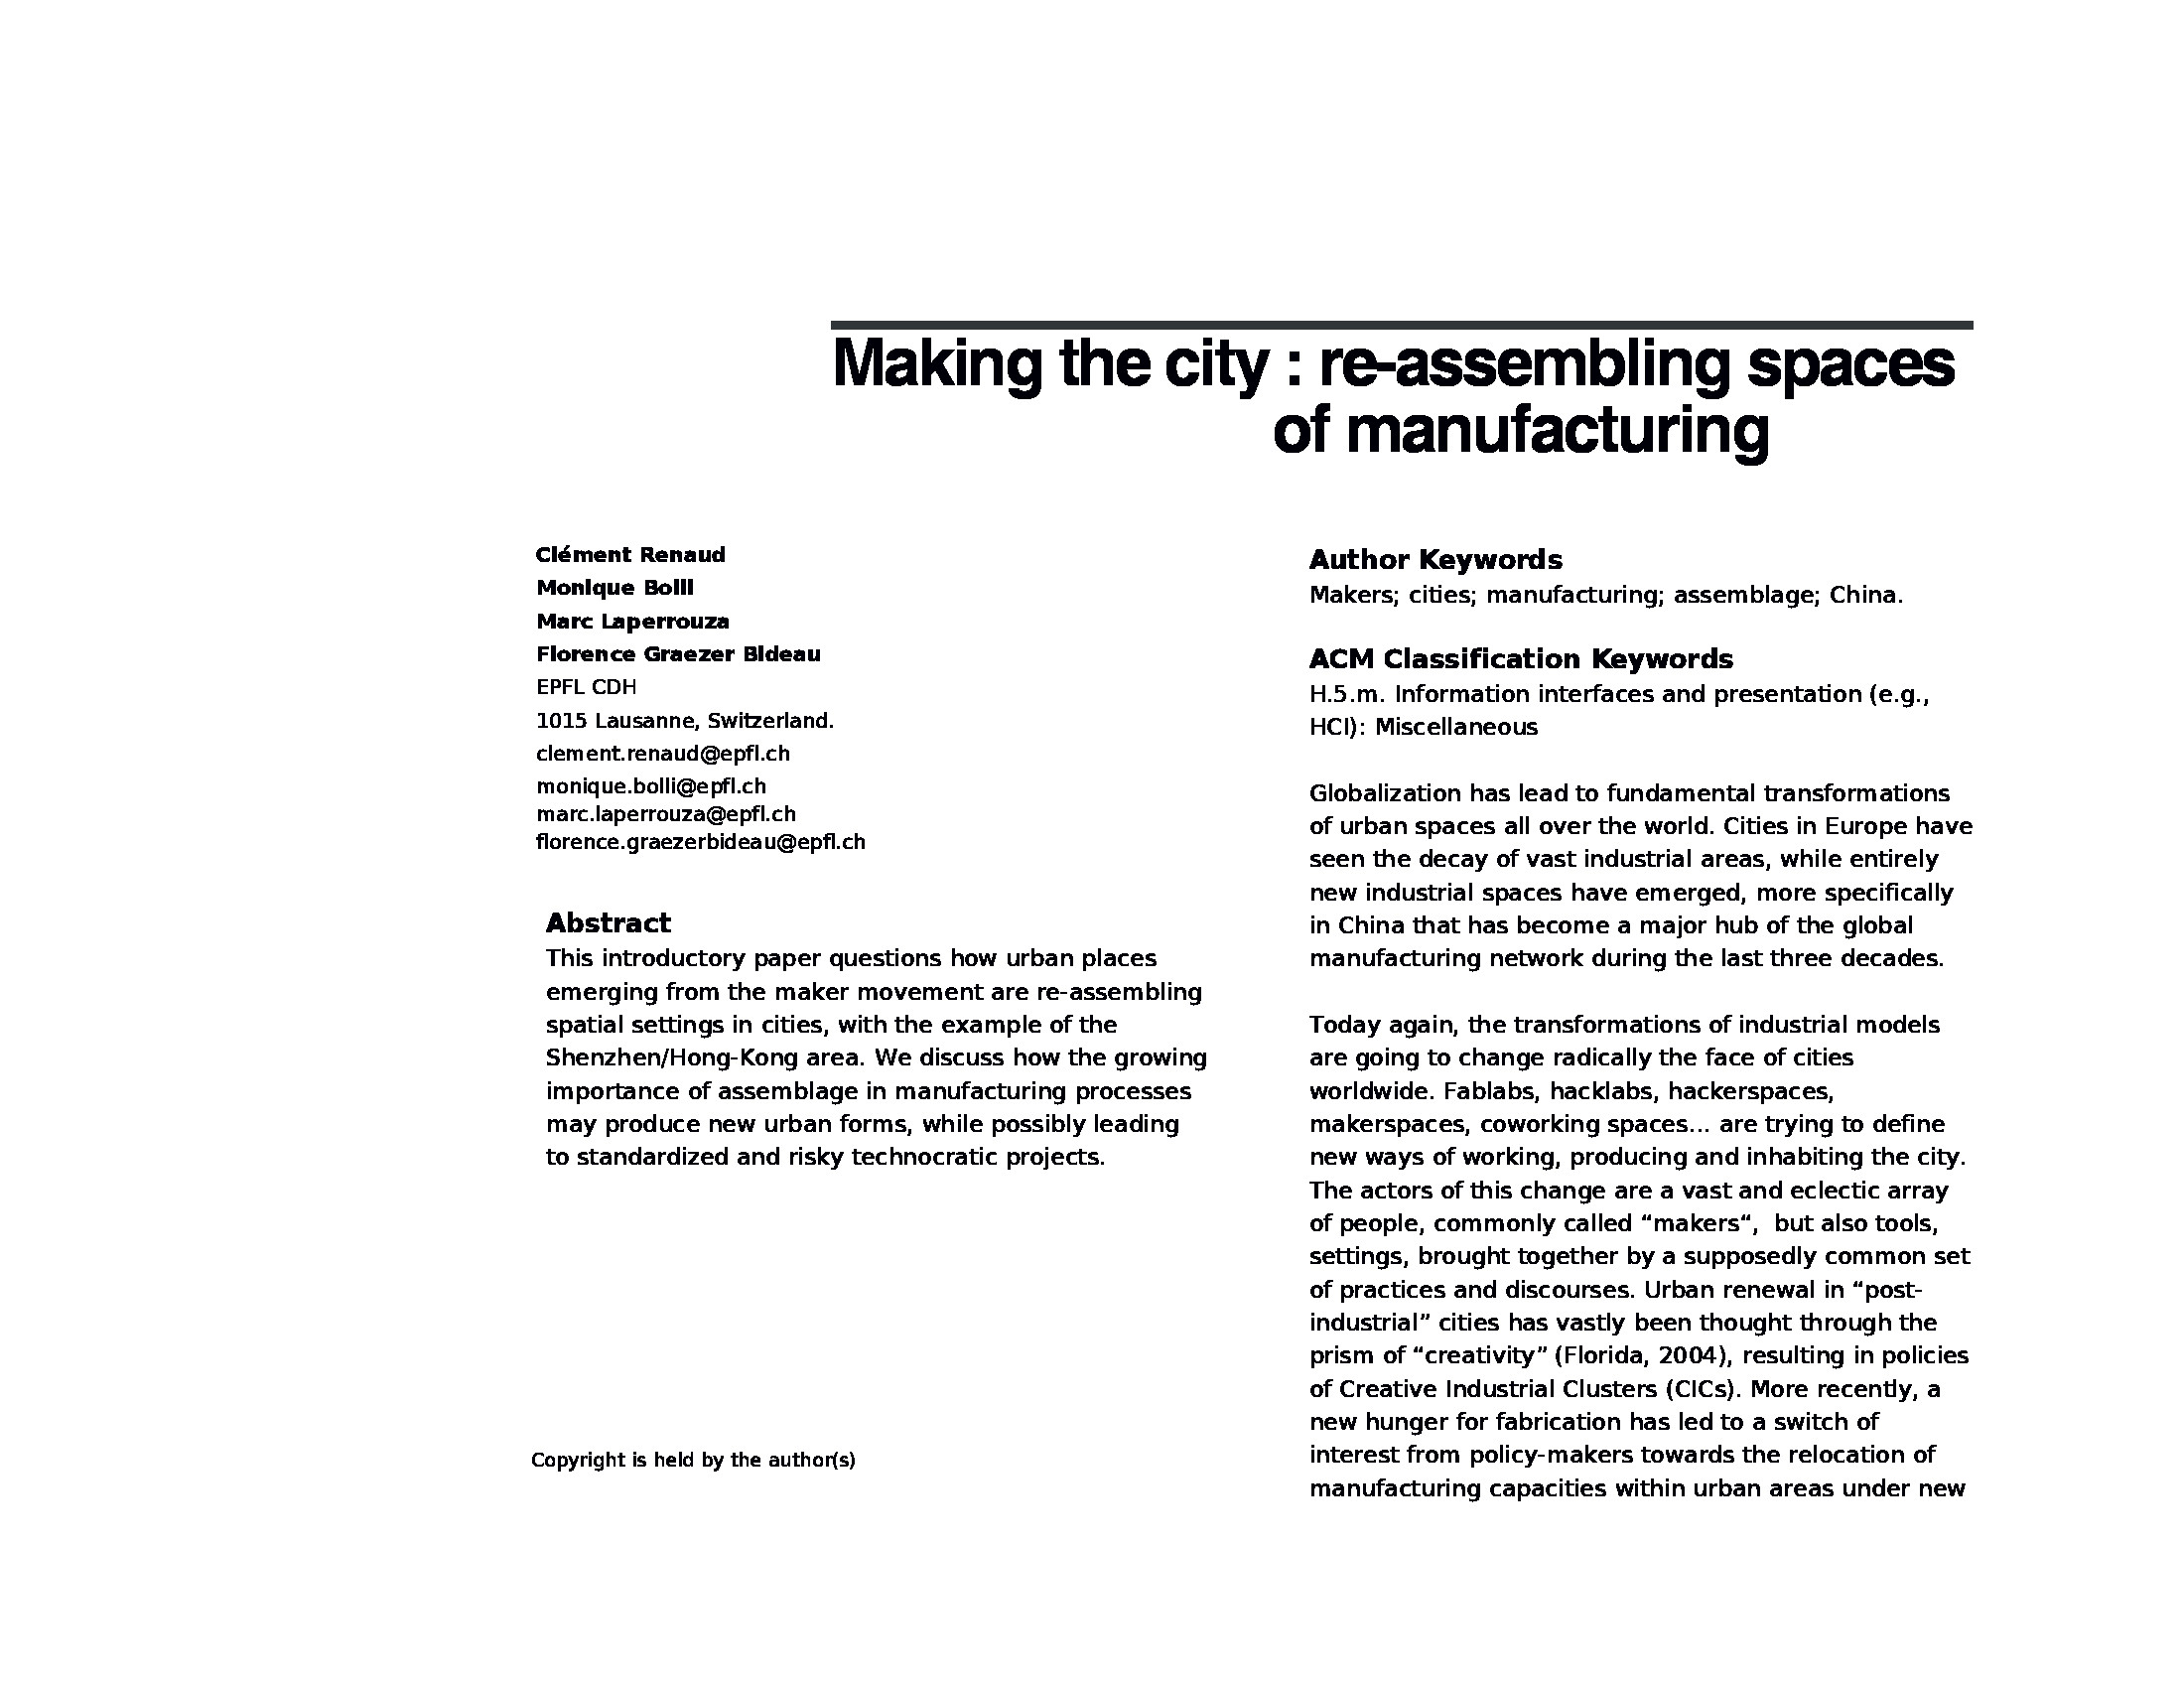 Making the city : re-assembling spaces
of manufacturing
Clément Renaud
Monique Bolli
Marc Laperrouza
Florence Graezer Bideau
EPFL CDH
1015 Lausanne, Switzerland.
clement.renaud@epfl.ch
monique.bolli@epfl.ch
marc.laperrouza@epfl.ch
florence.graezerbideau@epfl.ch
Abstract
This introductory paper questions how urban places
emerging from the maker movement are re-assembling
spatial settings in cities, with the example of the
Shenzhen/Hong-Kong area. We discuss how the growing
importance of assemblage in manufacturing processes
may produce new urban forms, while possibly leading
to standardized and risky technocratic projects.
Copyright is held by the author(s)
Author Keywords
Makers; cities; manufacturing; assemblage; China.
ACM Classification Keywords
H.5.m. Information interfaces and presentation (e.g.,
HCI): Miscellaneous
Globalization has lead to fundamental transformations
of urban spaces all over the world. Cities in Europe have
seen the decay of vast industrial areas, while entirely
new industrial spaces have emerged, more specifically
in China that has become a major hub of the global
manufacturing network during the last three decades.
Today again, the transformations of industrial models
are going to change radically the face of cities
worldwide. Fablabs, hacklabs, hackerspaces,
makerspaces, coworking spaces... are trying to define
new ways of working, producing and inhabiting the city.
The actors of this change are a vast and eclectic array
of people, commonly called “makers“,  but also tools,
settings, brought together by a supposedly common set
of practices and discourses. Urban renewal in “post-
industrial” cities has vastly been thought through the
prism of “creativity” (Florida, 2004), resulting in policies
of Creative Industrial Clusters (CICs). More recently, a
new hunger for fabrication has led to a switch of
interest from policy-makers towards the relocation of
manufacturing capacities within urban areas under new